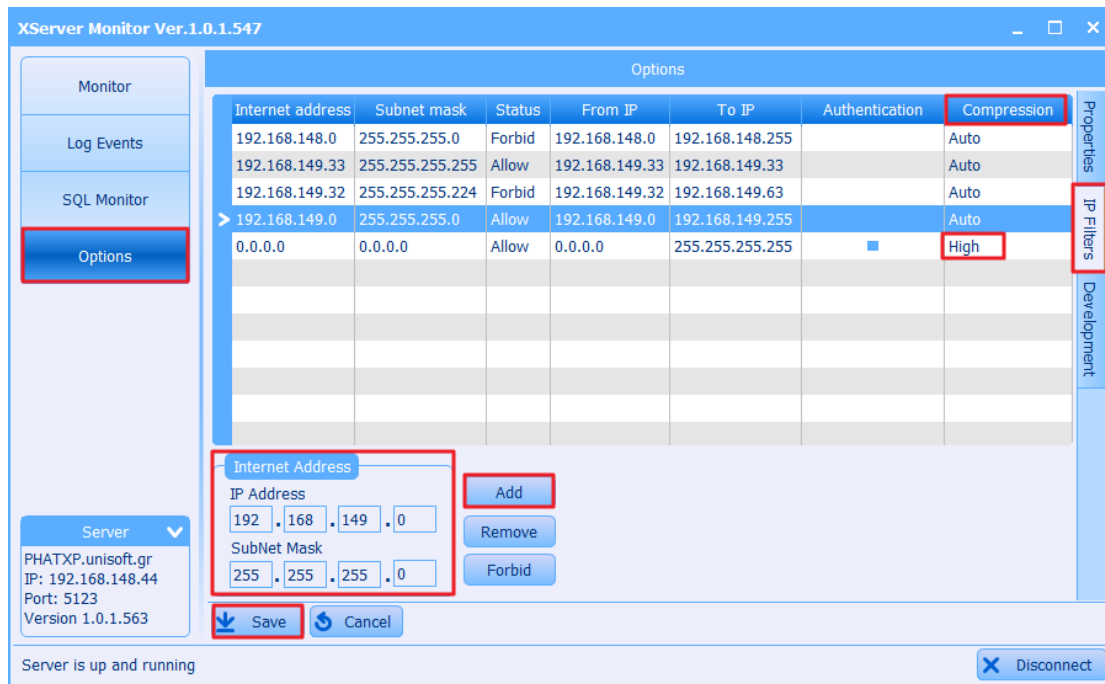 XServer Monitor Ver.1.0.1.547
Monitor
Log Events
SQL Monitor
Options
Server
PHATXP.unisoft.gr
IP: 192.168.148.44
Port: 5123
Version 1.0.1.563
Options
Internet address Subnet mask Status From IP To IP Authentication Compression
192.168.148.0 255.255.255.0 Forbid 192.168.148.0 192.168.148.255 Auto
192.168.149.33 255.255.255.255 Allow 192.168.149.33 192.168.149.33 Auto
192.168.149.32 255.255.255.224 Forbid 192.168.149.32 192.168.149.63 Auto
192.168.149.0 255.255.255.0 Allow 192.168.149.0 192.168.149.255 Auto
0.0.0.0 0.0.0.0 Allow 0.0.0.0 255.255.255.255 High
Properties
IP Filters
Development
Internet Address
IP Address
192 . 168 . 149 . 0
SubNet Mask
255 . 255 . 255 . 0
Add
Remove
Forbid
Save Cancel
Server is up and running
Disconnect